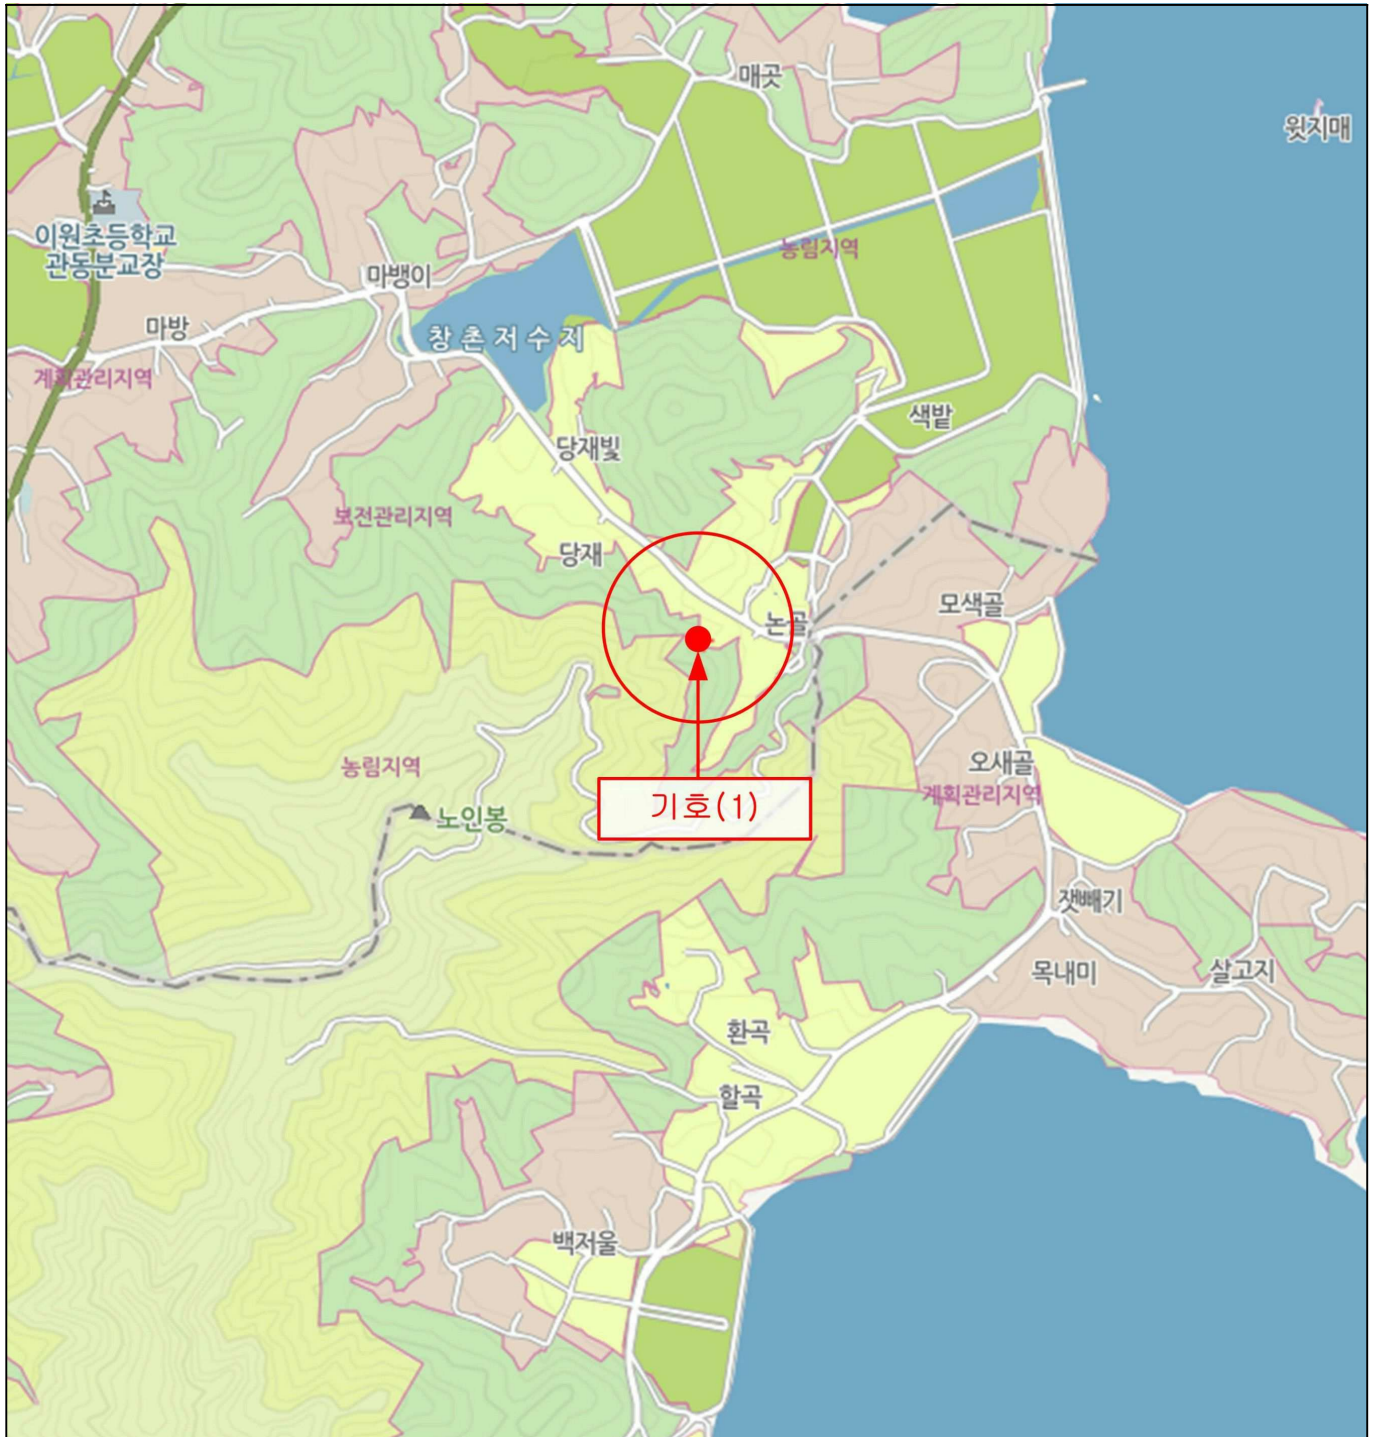 매곳
윗지매
이원초등학교
관동분교장
농림지역
마뱅이
마방
창촌저수지
계획관리지역
색밭
당재빛
보전관리지역
당재
모색골
논골
오새골
농림지역
계획관리지역
기호(1)
노인봉
잿빼기
목내미
살고지
환곡
할곡
백저울